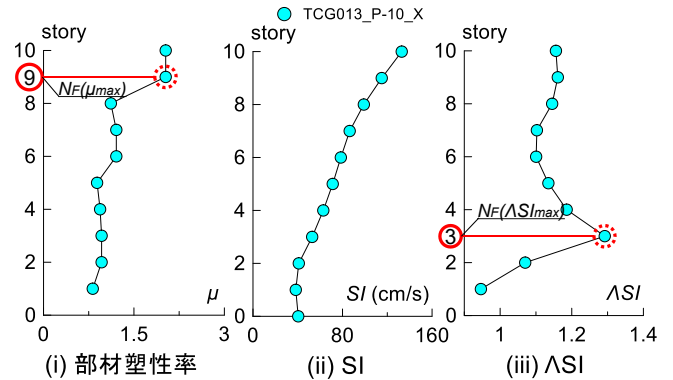 TCG013_P-10_X
story
10
9
8
6
4
2
0
NF(μmax)
0
1.5
3
μ
(i) 部材塑性率
story
10
8
6
4
2
0
SI (cm/s)
0
80
160
(ii) SI
story
10
8
6
4
3
2
0
NF(ΛSImax)
ΛSI
1
1.2
1.4
(iii) ΛSI